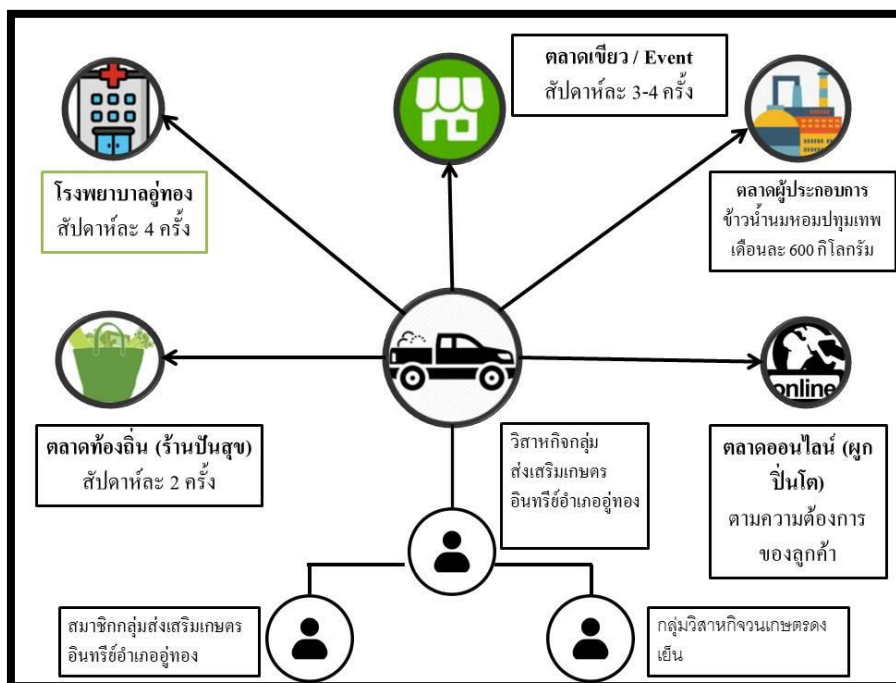 ตลาดเขียว / Event
สัปดาห์ละ 3-4 ครั้ง
โรงพยาบาลอู่ทอง
สัปดาห์ละ 4 ครั้ง
ตลาดผู้ประกอบการ
ข้าวน้ำนมหอมปทุมเทพ
เดือนละ 600 กิโลกรัม
online
ตลาดท้องถิ่น (ร้านปันสุข)
สัปดาห์ละ 2 ครั้ง
วิสาหกิจกลุ่ม
ส่งเสริมเกษตร
อินทรีย์อำเภออู่ทอง
ตลาดออนไลน์ (ผูก
ปิ่นโต)
ตามความต้องการ
ของลูกค้า
สมาชิกกลุ่มส่งเสริมเกษตร
อินทรีย์อำเภออู่ทอง
กลุ่มวิสาหกิจวนเกษตรดง
เย็น